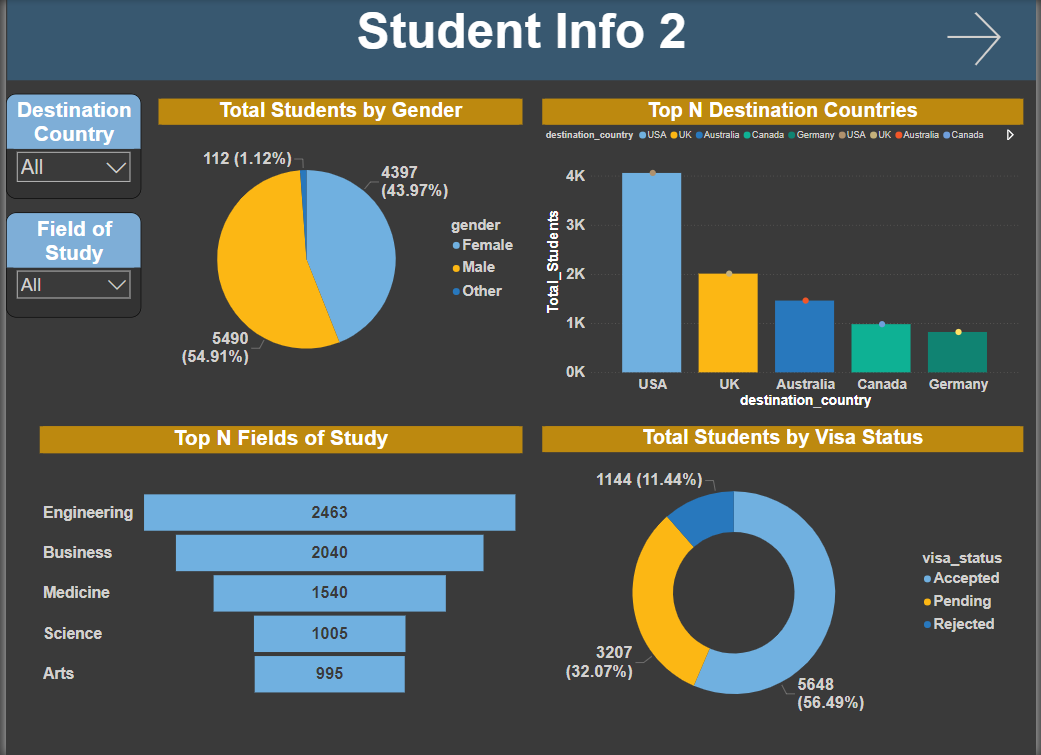 Student Info 2
Destination
Country
All
Field of
Study
All
Total Students by Gender
112 (1.12%)
4397
(43.97%)
5490
(54.91%)
gender
Female
Male
Other
Top N Destination Countries
destination_country USA UK Australia Canada Germany USA UK Australia Canada
Total_Students
4K
3K
2K
1K
0K
USA UK Australia Canada Germany
destination_country
Top N Fields of Study
Engineering 2463
Business 2040
Medicine 1540
Science 1005
Arts 995
Total Students by Visa Status
1144 (11.44%)
3207
(32.07%)
5648
(56.49%)
visa_status
Accepted
Pending
Rejected